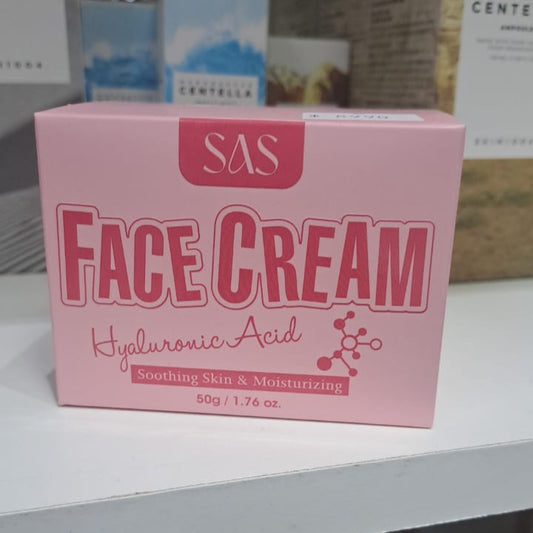 CENTELLA
CENTE
SAS
FACE CREAM
Hyaluronic Acid
Soothing Skin & Moisturizing
50g / 1.76 oz.